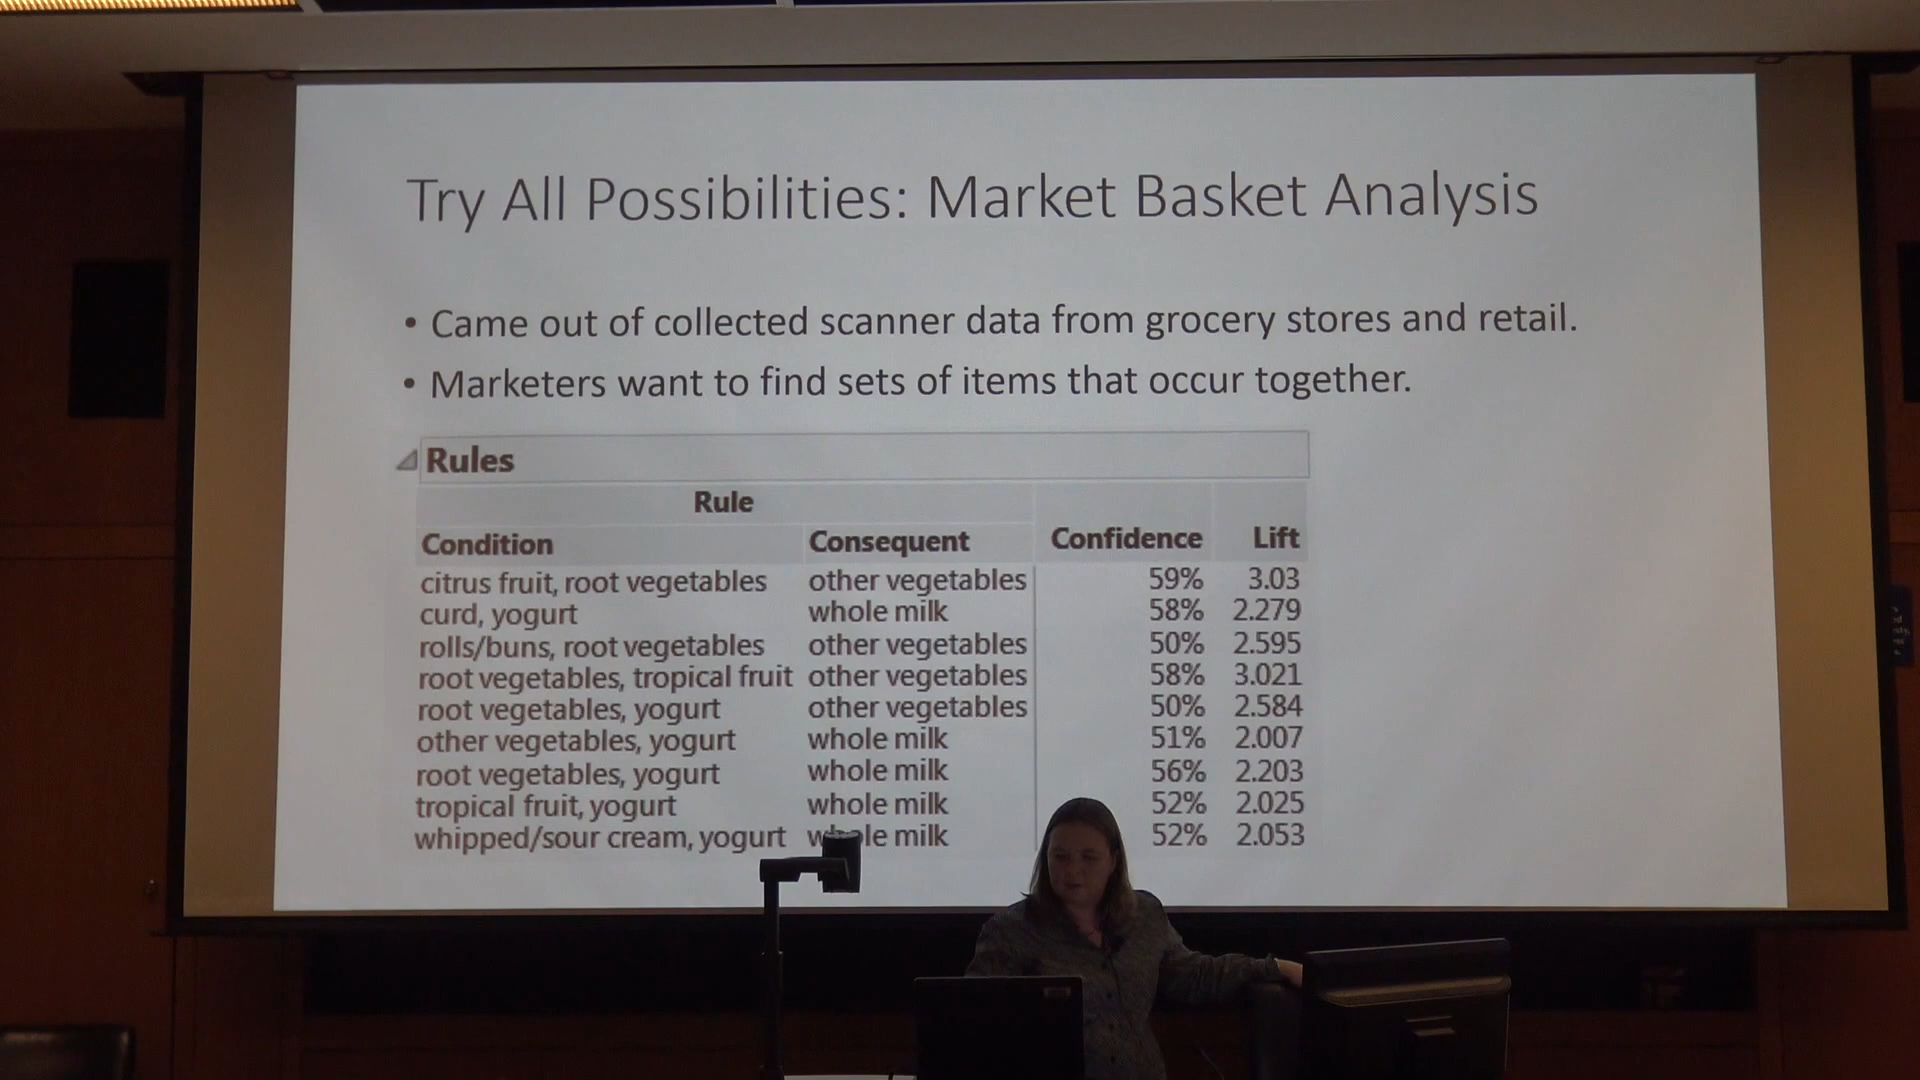 Try All Possibilities: Market Basket Analysis
• Came out of collected scanner data from grocery stores and retail.
• Marketers want to find sets of items that occur together.
Rules
Rule
Condition Consequent Confidence Lift
citrus fruit, root vegetables other vegetables 59% 3.03
curd, yogurt whole milk 58% 2.279
rolls/buns, root vegetables other vegetables 50% 2.595
root vegetables, tropical fruit other vegetables 58% 3.021
root vegetables, yogurt other vegetables 50% 2.584
other vegetables, yogurt whole milk 51% 2.007
root vegetables, yogurt whole milk 56% 2.203
tropical fruit, yogurt whole milk 52% 2.025
whipped/sour cream, yogurt whole milk 52% 2.053